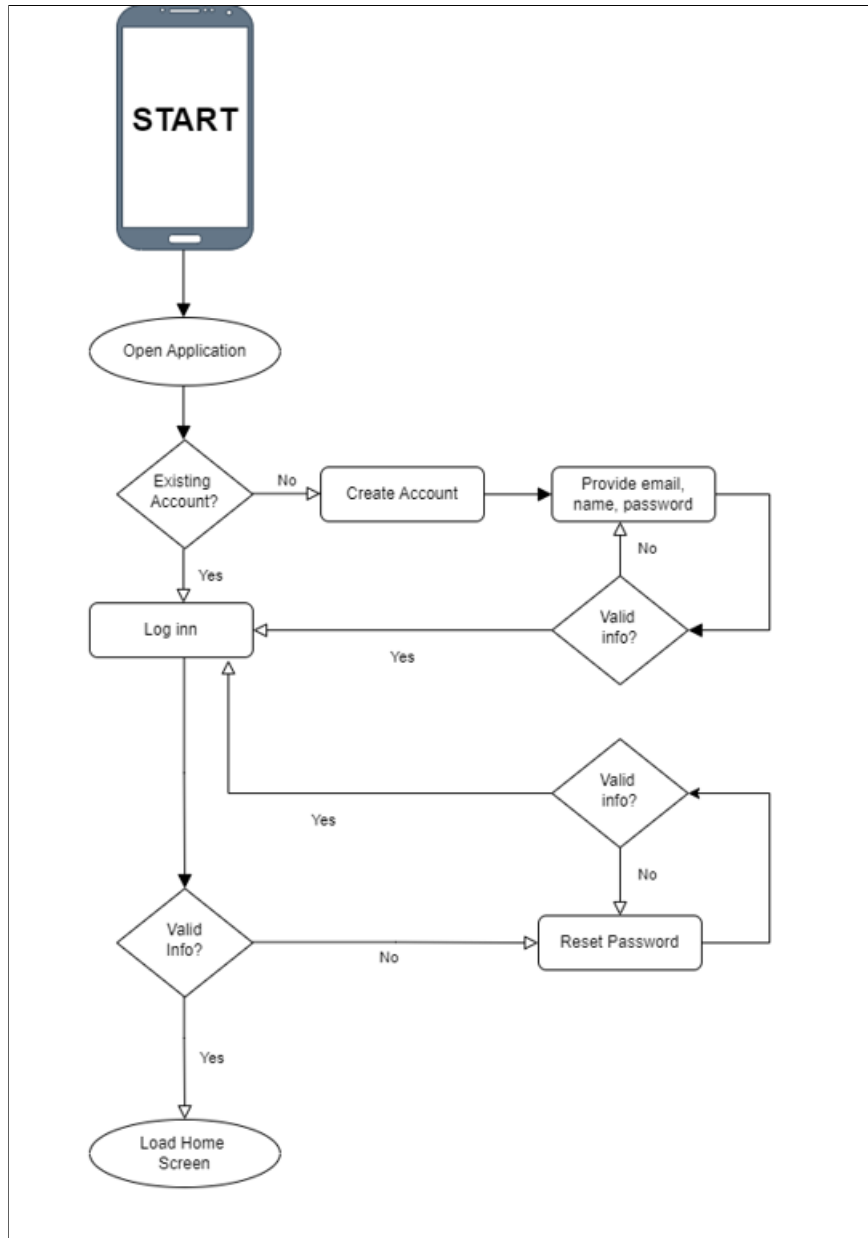 START
Open Application
Existing
Account?
No
Create Account
Provide email,
name, password
No
Yes
Log inn
Valid
info?
Yes
Valid
info?
Yes
No
Valid
Info?
No
Reset Password
Yes
Load Home
Screen